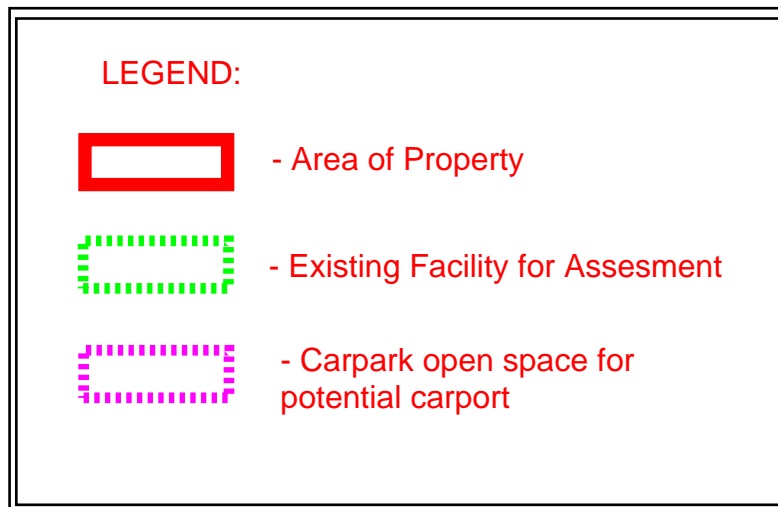 LEGEND:
- Area of Property
- Existing Facility for Assesment
- Carpark open space for
potential carport